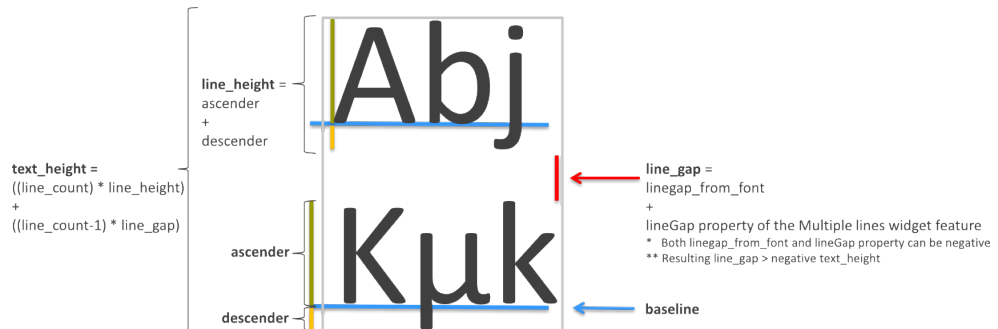 Abj
line_height =
ascender
+
descender
text_height =
((line_count) * line_height)
+
((line_count-1) * line_gap)
line_gap =
linegap_from_font
+
lineGap property of the Multiple lines widget feature
* Both linegap_from_font and lineGap property can be negative
** Resulting line_gap > negative text_height
ascender
Kμk
baseline
descender